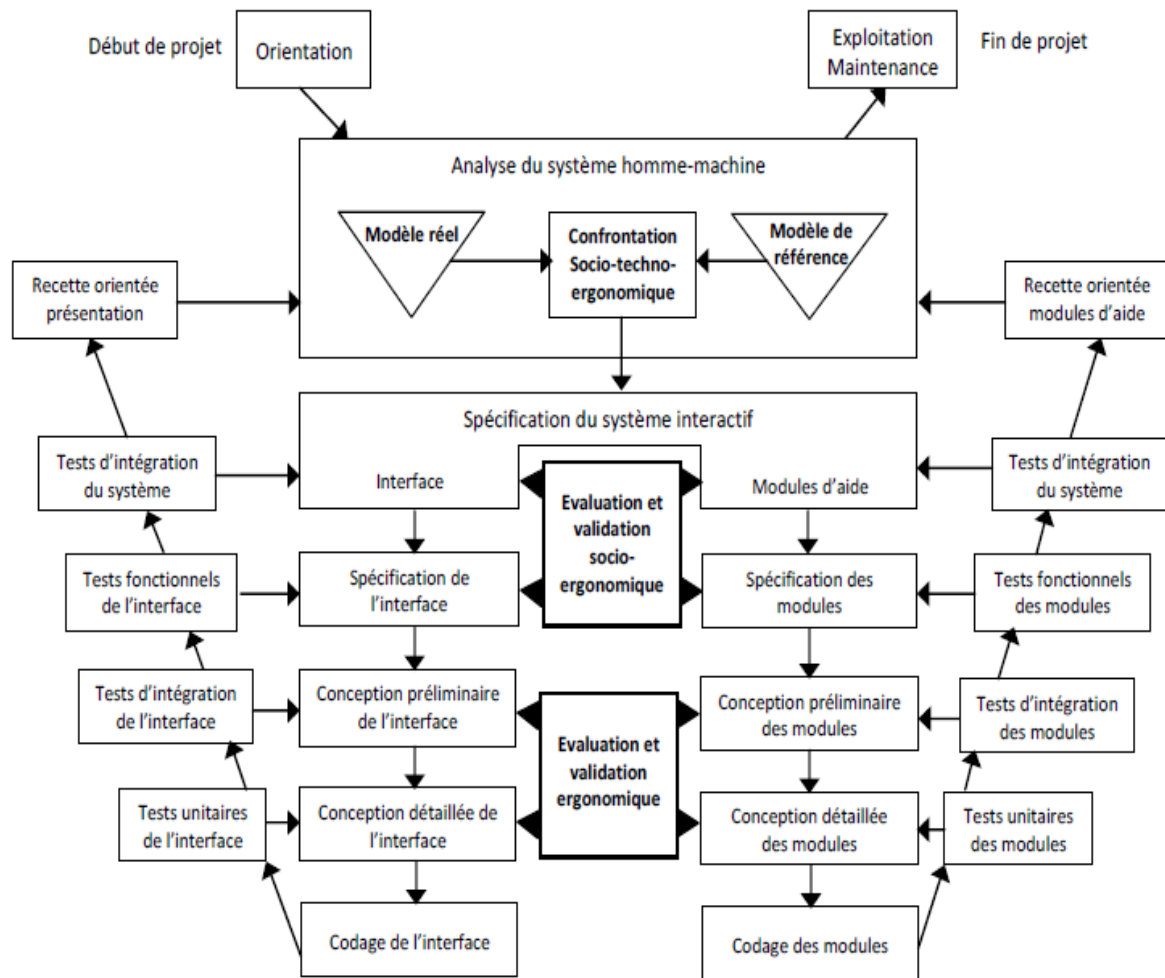 Début de projet
Orientation
Exploitation
Maintenance
Fin de projet
Analyse du système homme-machine
Modèle réel
Confrontation
Socio-techno-
ergonomique
Modèle de
référence
Recette orientée
présentation
Recette orientée
modules d'aide
Spécification du système interactif
Tests d'intégration
du système
Interface
Evaluation et
validation
socio-
ergonomique
Modules d'aide
Tests d'intégration
du système
Tests fonctionnels
de l'interface
Spécification de
l'interface
Spécification des
modules
Tests fonctionnels
des modules
Tests d'intégration
de l'interface
Conception préliminaire
de l'interface
Evaluation et
validation
ergonomique
Conception préliminaire
des modules
Tests d'intégration
des modules
Tests unitaires
de l'interface
Conception détaillée de
l'interface
Conception détaillée
des modules
Tests unitaires
des modules
Codage de l'interface
Codage des modules